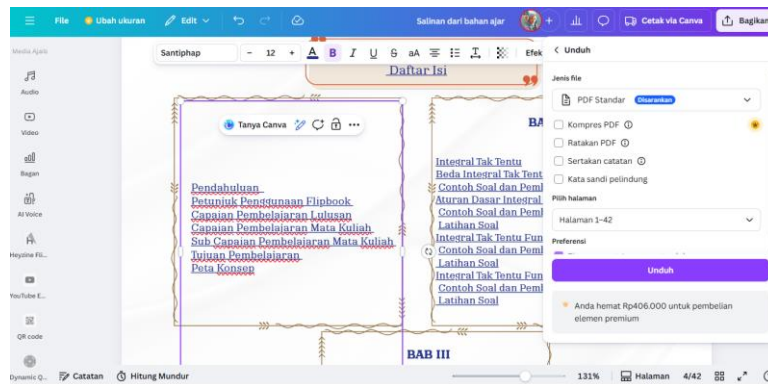 File Ubah ukuran Edit Salinan dari bahan ajar Cetak via Canva Bagikan
Media Ajaib
Audio
Video
Bagan
AI Voice
Heyzine Fli...
YouTube E...
QR code
Dynamic Q...
Santiphap - 12 + A B I U S aA Efek
Daftar Isi
Tanya Canva
Pendahuluan
Petunjuk Penggunaan Flipbook
Capaian Pembelajaran Lulusan
Capaian Pembelajaran Mata Kuliah
Sub Capaian Pembelajaran Mata Kuliah
Tujuan Pembelajaran
Peta Konsep
BA
Integral Tak Tentu
Beda Integral Tak Tent
Contoh Soal dan Pem
Aturan Dasar Integral
Contoh Soal dan Pem
Latihan Soal
Integral Tak Tentu Fun
Contoh Soal dan Pem
Latihan Soal
Integral Tak Tentu Fun
Contoh Soal dan Pem
Latihan Soal
BAB III
Unduh
Jenis file
PDF Standar Disarankan
Kompres PDF
Ratakan PDF
Sertakan catatan
Kata sandi pelindung
Pilih halaman
Halaman 1-42
Preferensi
Unduh
Anda hemat Rp406.000 untuk pembelian
elemen premium
Catatan Hitung Mundur 131% Halaman 4/42